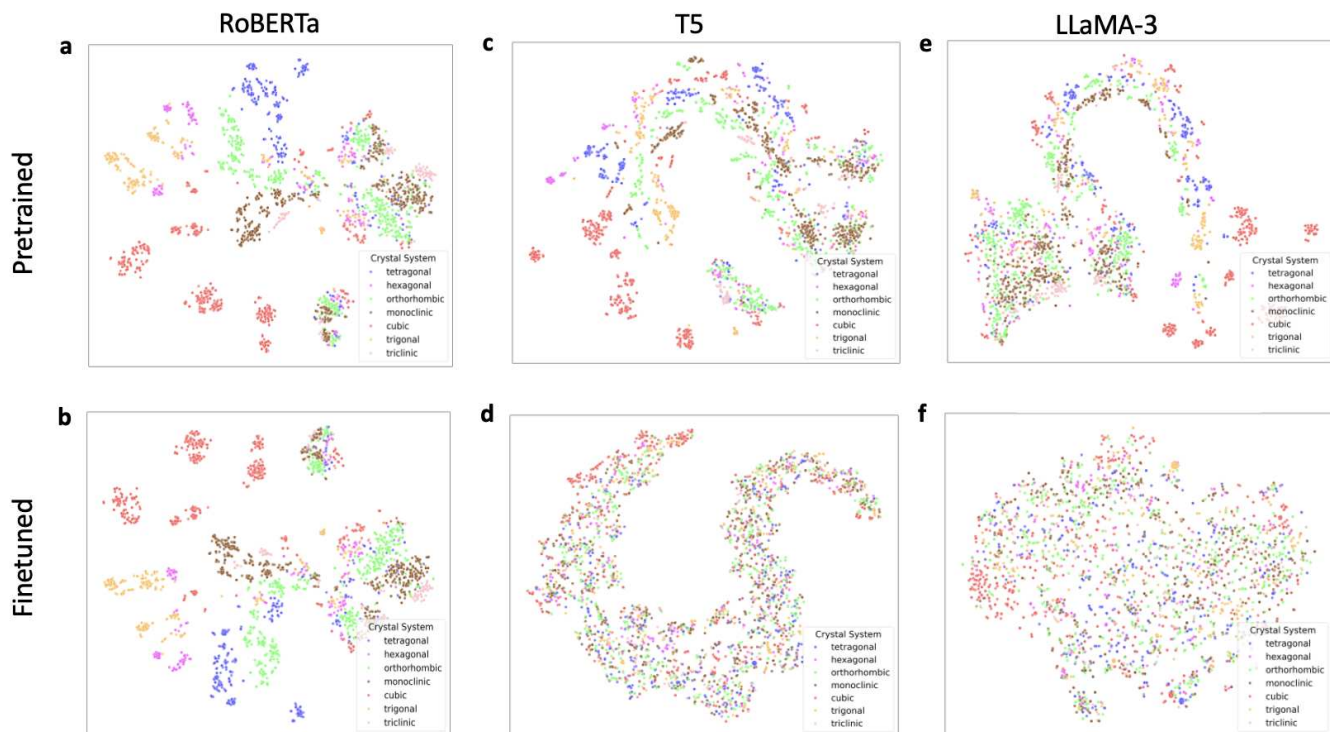 RoBERTa
T5
LLaMA-3
Pretrained
a
Crystal System
tetragonal
hexagonal
orthorhombic
monoclinic
cubic
trigonal
triclinic
c
Crystal System
tetragonal
hexagonal
orthorhombic
monoclinic
cubic
trigonal
triclinic
e
Crystal System
tetragonal
hexagonal
orthorhombic
monoclinic
cubic
trigonal
triclinic
Finetuned
b
Crystal System
tetragonal
hexagonal
orthorhombic
monoclinic
cubic
trigonal
triclinic
d
Crystal System
tetragonal
hexagonal
orthorhombic
monoclinic
cubic
trigonal
triclinic
f
Crystal System
tetragonal
hexagonal
orthorhombic
monoclinic
cubic
trigonal
triclinic